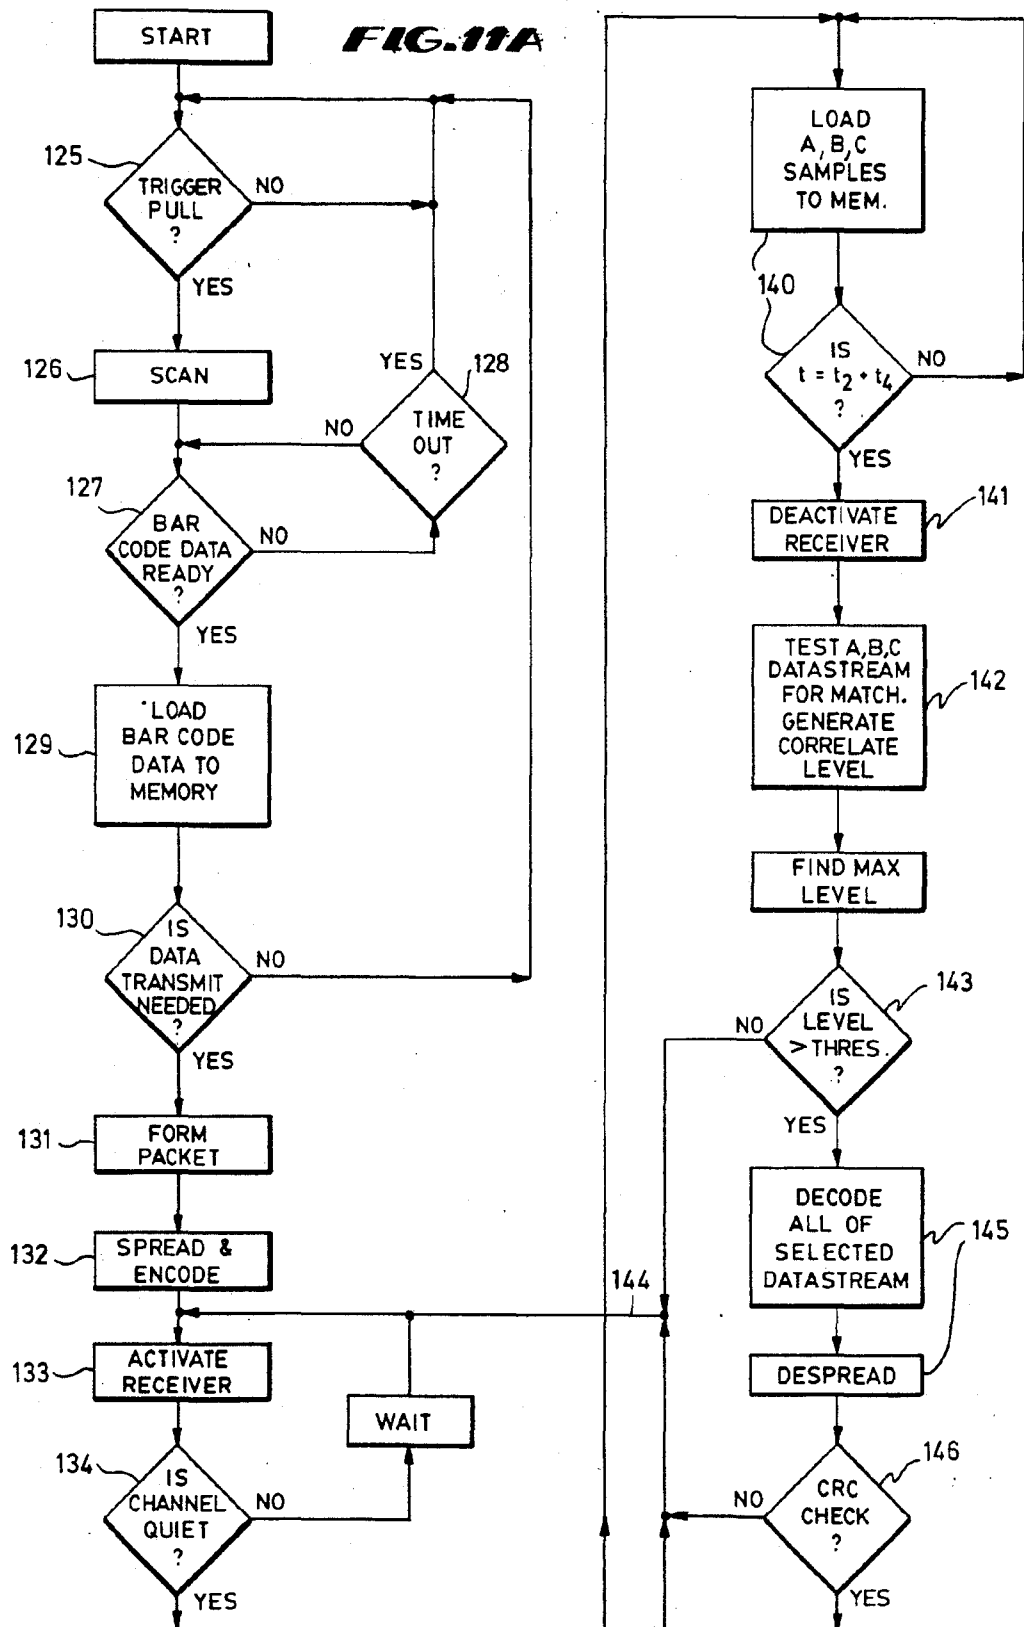 FIG.11A
START
125
TRIGGER
PULL
?
NO
YES
126
SCAN
YES
128
TIME
OUT
?
NO
127
BAR
CODE DATA
READY
?
NO
YES
129
LOAD
BAR CODE
DATA TO
MEMORY
130
IS
DATA
TRANSMIT
NEEDED
?
NO
YES
131
FORM
PACKET
132
SPREAD &
ENCODE
144
133
ACTIVATE
RECEIVER
WAIT
134
IS
CHANNEL
QUIET
?
NO
YES
LOAD
A, B, C
SAMPLES
TO MEM.
140
IS
t = t2 + t4
?
NO
YES
DEACTIVATE
RECEIVER
141
TEST A,B,C
DATASTREAM
FOR MATCH.
GENERATE
CORRELATE
LEVEL
142
FIND MAX
LEVEL
IS
LEVEL
> THRES.
?
143
NO
YES
DECODE
ALL OF
SELECTED
DATASTREAM
145
DESPREAD
CRC
CHECK
?
146
NO
YES